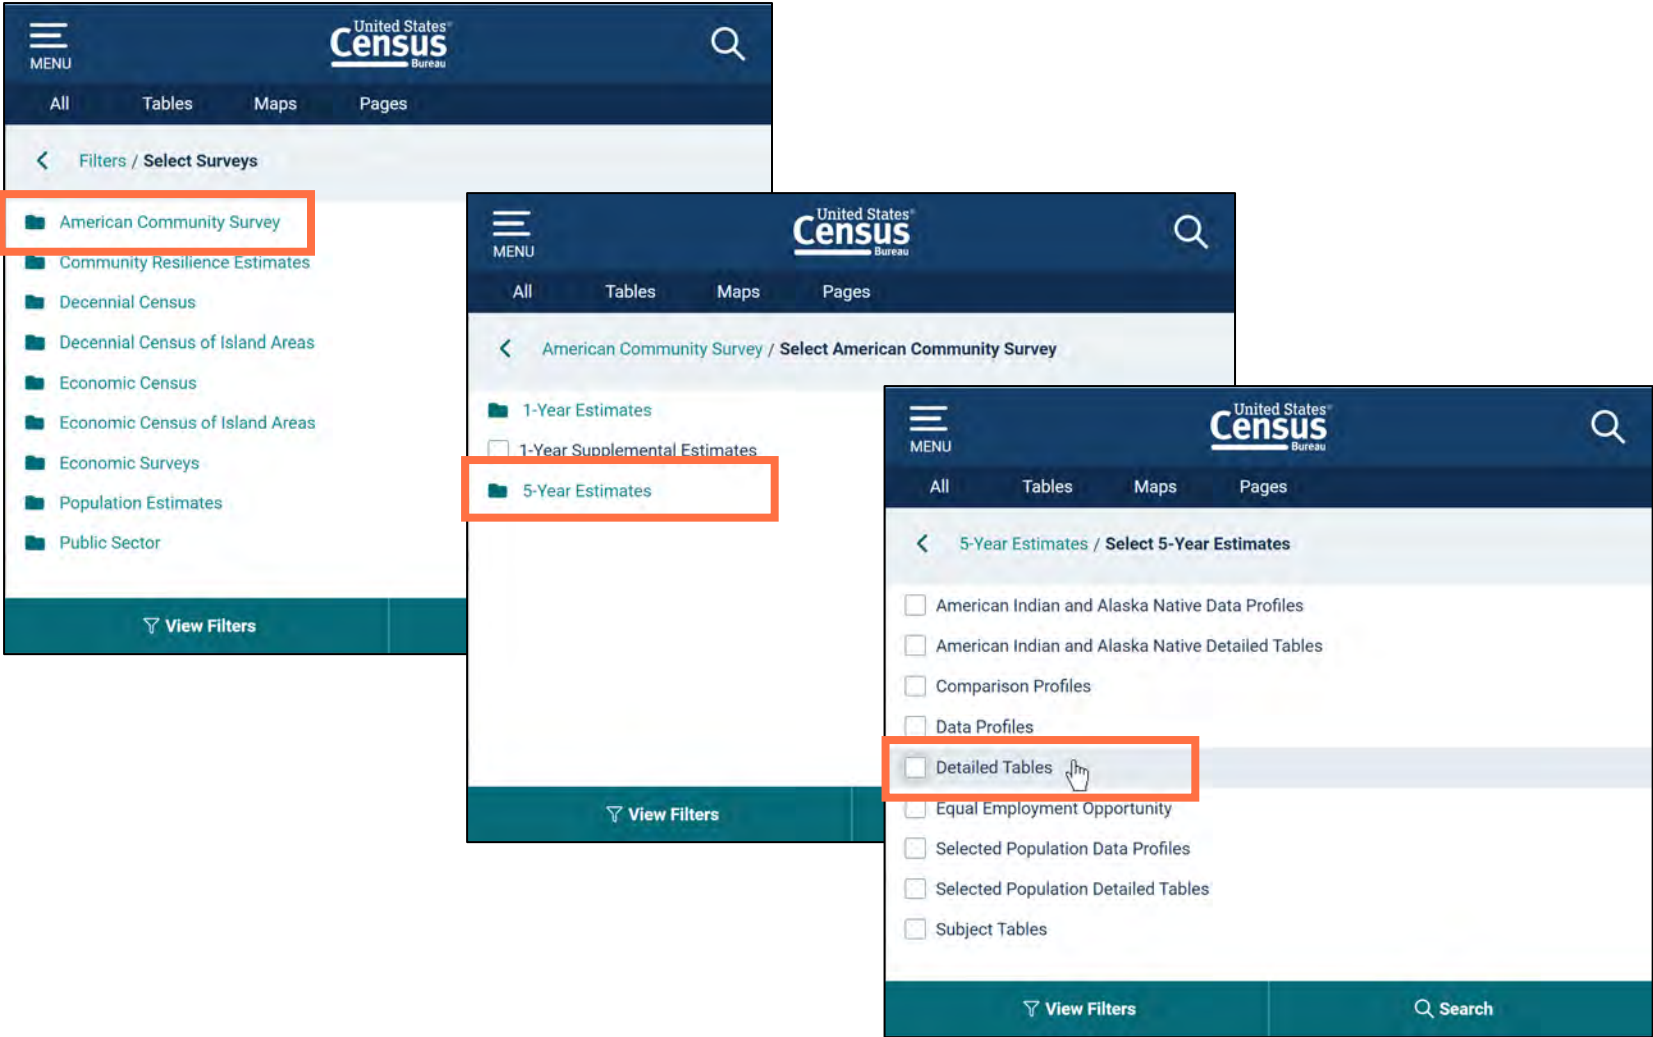 United States®
Census
Bureau
MENU
All Tables Maps Pages
Filters / Select Surveys
American Community Survey
Community Resilience Estimates
Decennial Census
Decennial Census of Island Areas
Economic Census
Economic Census of Island Areas
Economic Surveys
Population Estimates
Public Sector
View Filters
United States®
Census
Bureau
MENU
All Tables Maps Pages
American Community Survey / Select American Community Survey
1-Year Estimates
1-Year Supplemental Estimates
5-Year Estimates
View Filters
United States®
Census
Bureau
MENU
All Tables Maps Pages
5-Year Estimates / Select 5-Year Estimates
American Indian and Alaska Native Data Profiles
American Indian and Alaska Native Detailed Tables
Comparison Profiles
Data Profiles
Detailed Tables
Equal Employment Opportunity
Selected Population Data Profiles
Selected Population Detailed Tables
Subject Tables
View Filters Search